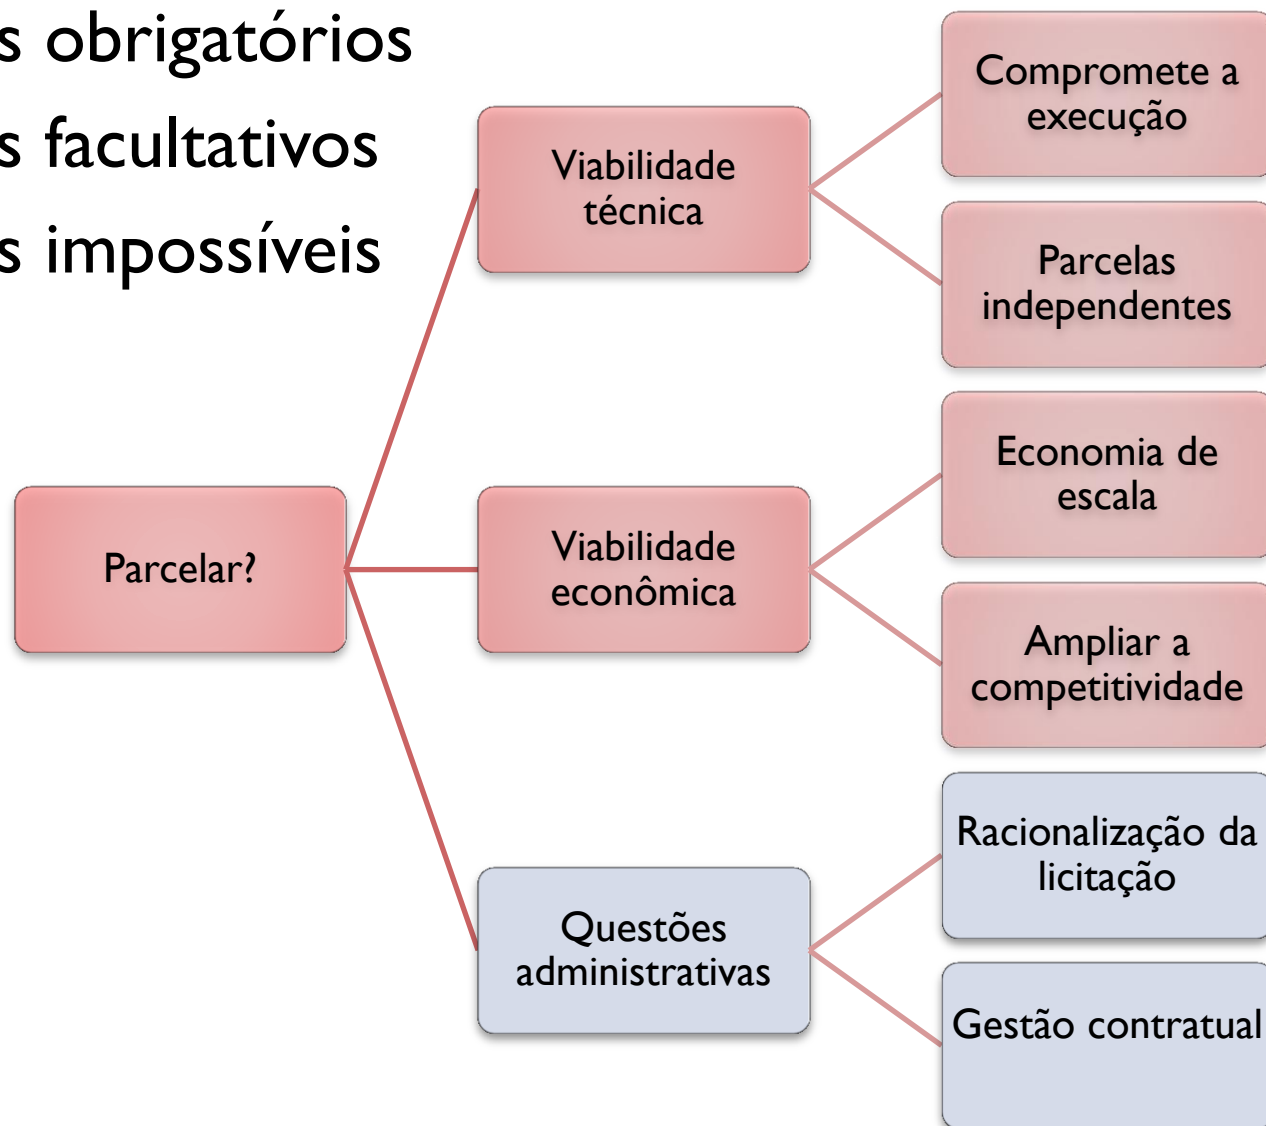 s obrigatórios
s facultativos
s impossíveis
Parcelar?
Viabilidade
técnica
Compromete a
execução
Parcelas
independentes
Viabilidade
econômica
Economia de
escala
Ampliar a
competitividade
Questões
administrativas
Racionalização da
licitação
Gestão contratual